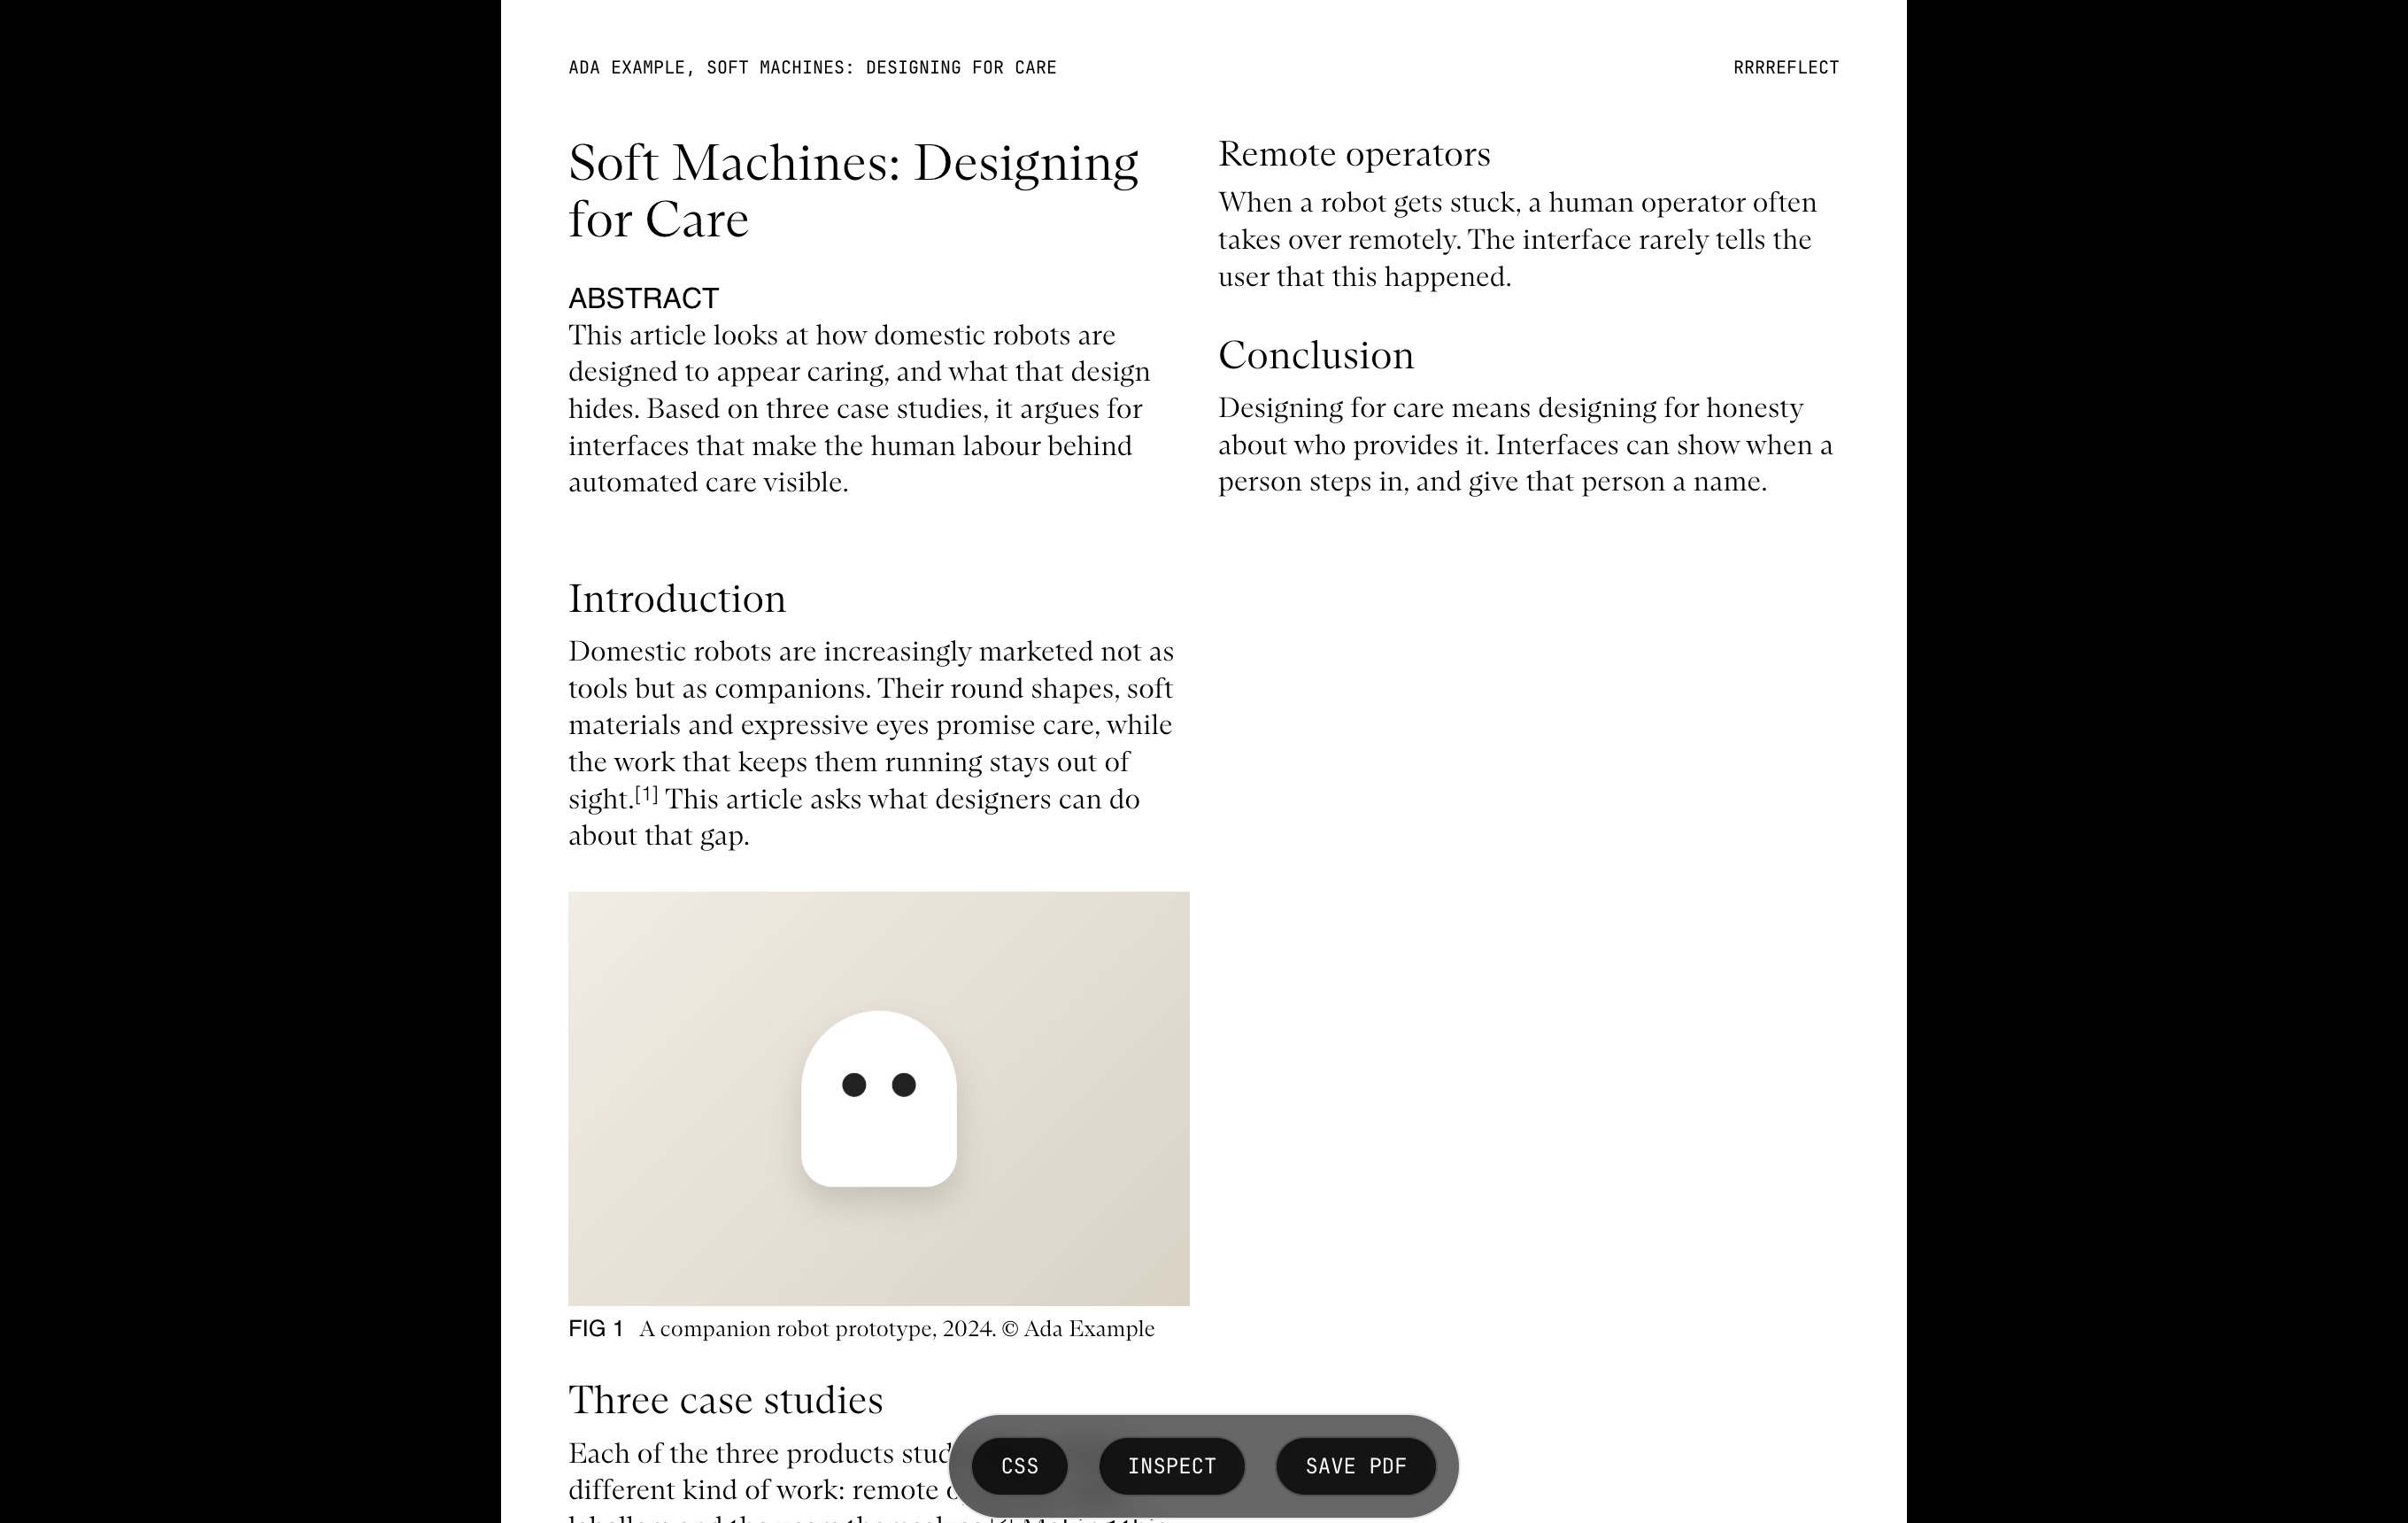 ADA EXAMPLE, SOFT MACHINES: DESIGNING FOR CARE
RRRREFLECT
Soft Machines: Designing
for Care
ABSTRACT
This article looks at how domestic robots are
designed to appear caring, and what that design
hides. Based on three case studies, it argues for
interfaces that make the human labour behind
automated care visible.
Introduction
Domestic robots are increasingly marketed not as
tools but as companions. Their round shapes, soft
materials and expressive eyes promise care, while
the work that keeps them running stays out of
sight.[1] This article asks what designers can do
about that gap.
FIG 1 A companion robot prototype, 2024. © Ada Example
Three case studies
Each of the three products
different kind of work: remote
Remote operators
When a robot gets stuck, a human operator often
takes over remotely. The interface rarely tells the
user that this happened.
Conclusion
Designing for care means designing for honesty
about who provides it. Interfaces can show when a
person steps in, and give that person a name.
CSS
INSPECT
SAVE PDF